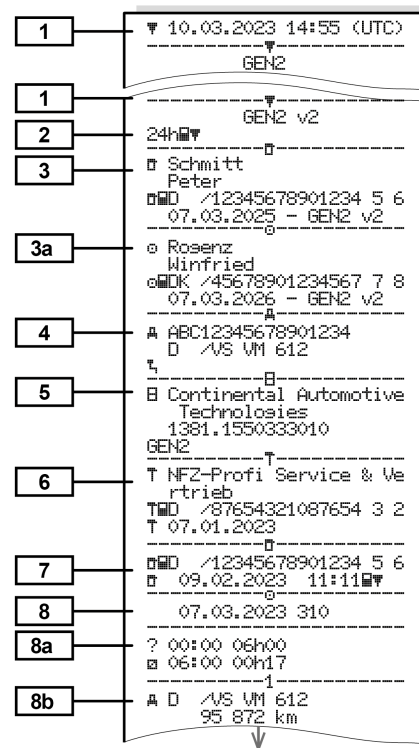 1 ▼ 10.03.2023 14:55 (UTC)
GEN2
1
GEN2 v2
2 24h▼
3 Schmitt
Peter
D /12345678901234 5 6
07.03.2025 - GEN2 v2
3a Rogenz
Winfried
DK /45678901234567 7 8
07.03.2026 - GEN2 v2
4 ABC12345678901234
D /VS VM 612
5 Continental Automotive
Technologies
1381.1550333010
GEN2
6 T NFZ-Profi Service & Ve
rtrieb
TD /87654321087654 3 2
T 07.01.2023
7 D /12345678901234 5 6
09.02.2023 11:11▼
8 07.03.2023 310
8a ? 00:00 06h00
06:00 00h17
1
8b D /VS VM 612
95 872 km